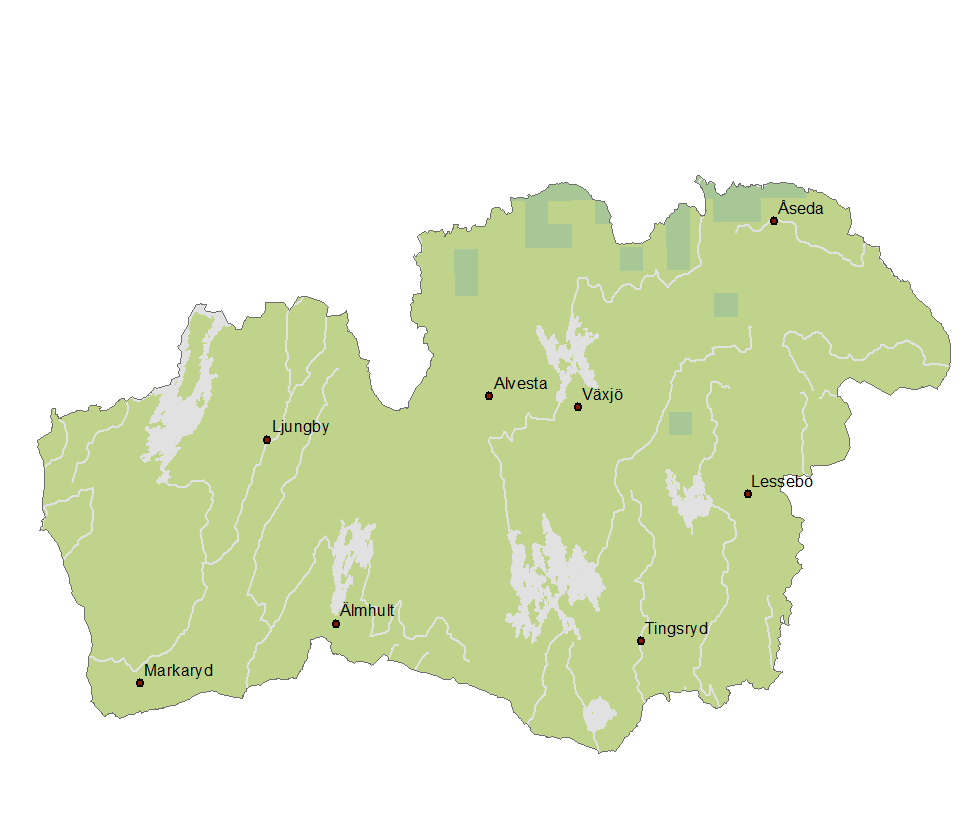 Åseda
Alvesta
Växjö
Ljungby
Lessebo
Älmhult
Tingsryd
Markaryd